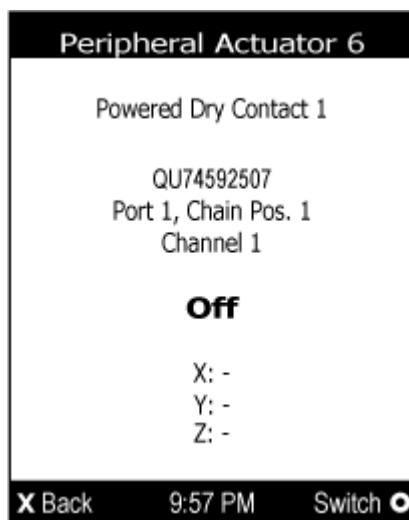 Peripheral Actuator 6
Powered Dry Contact 1
QU74592507
Port 1, Chain Pos. 1
Channel 1
Off
X: -
Y: -
Z: -
X Back 9:57 PM Switch O